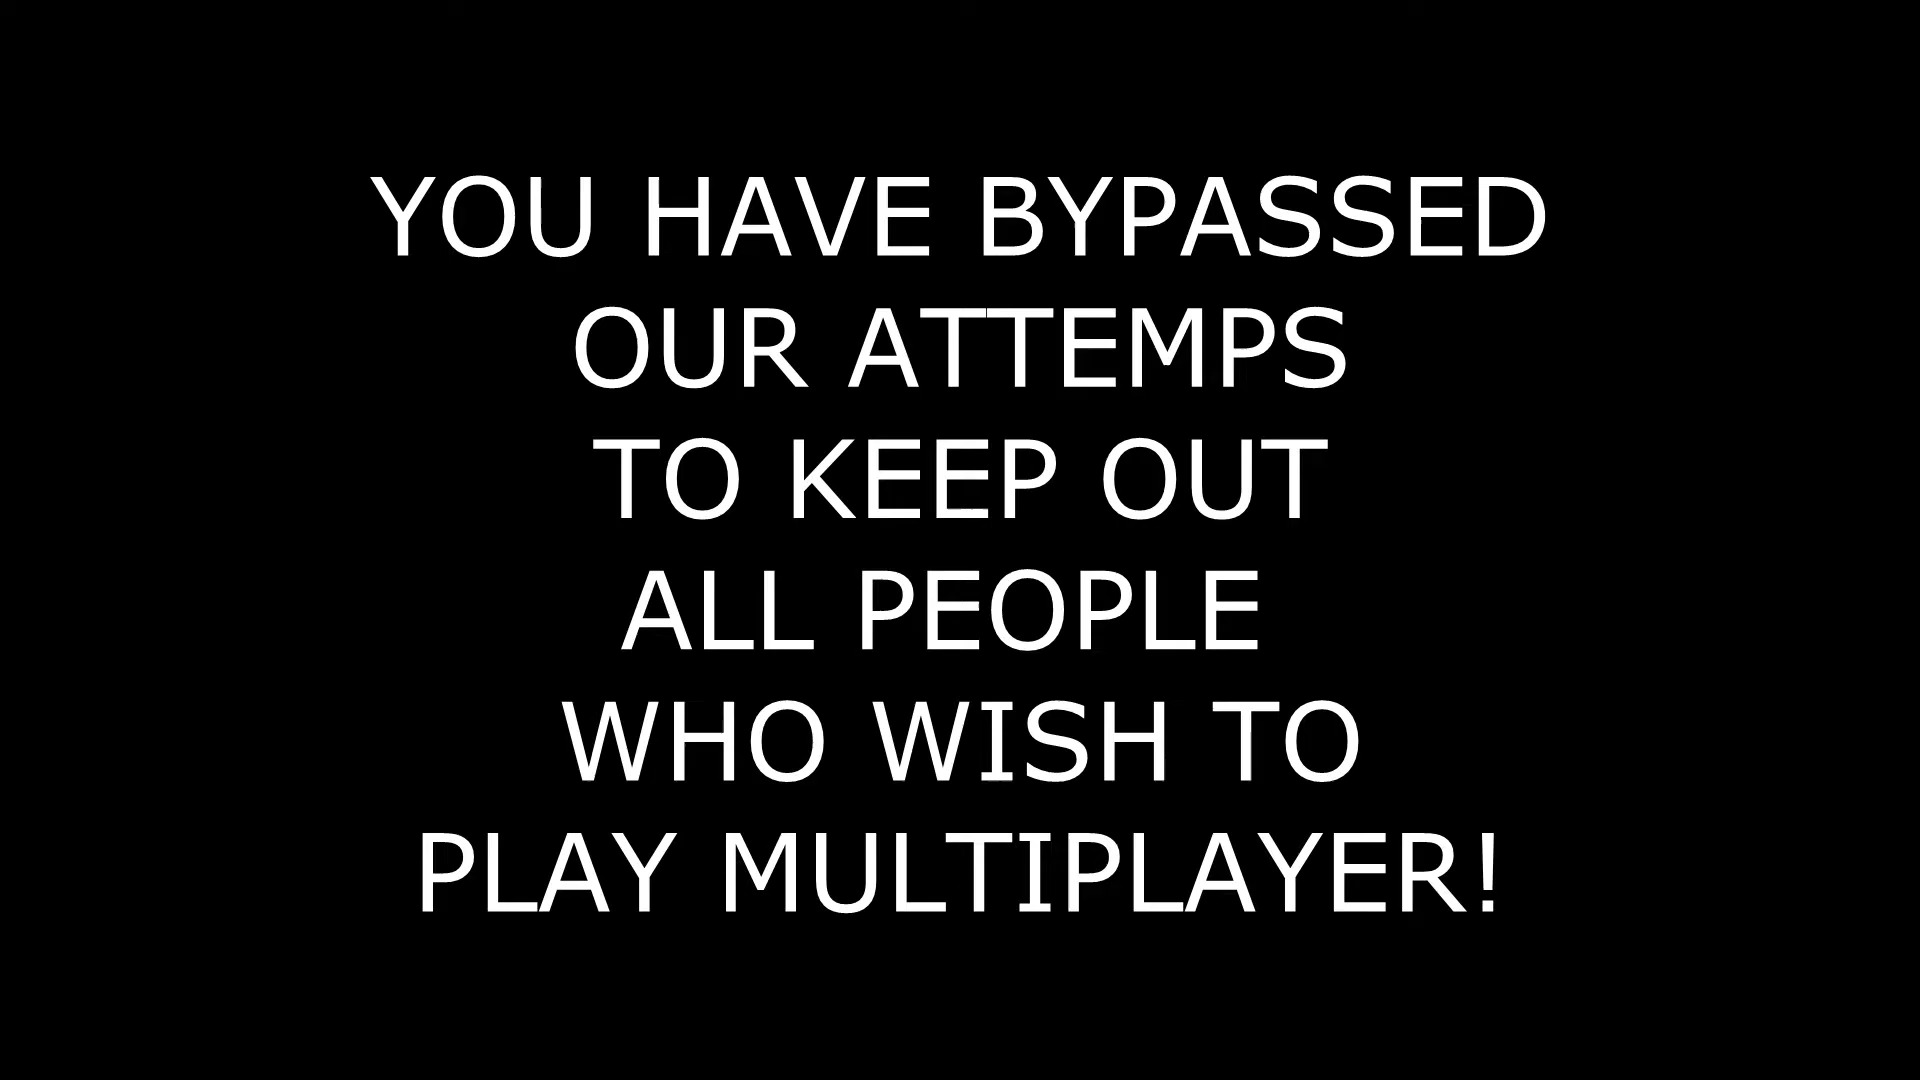 YOU HAVE BYPASSED
OUR ATTEMPS
TO KEEP OUT
ALL PEOPLE
WHO WISH TO
PLAY MULTIPLAYER!